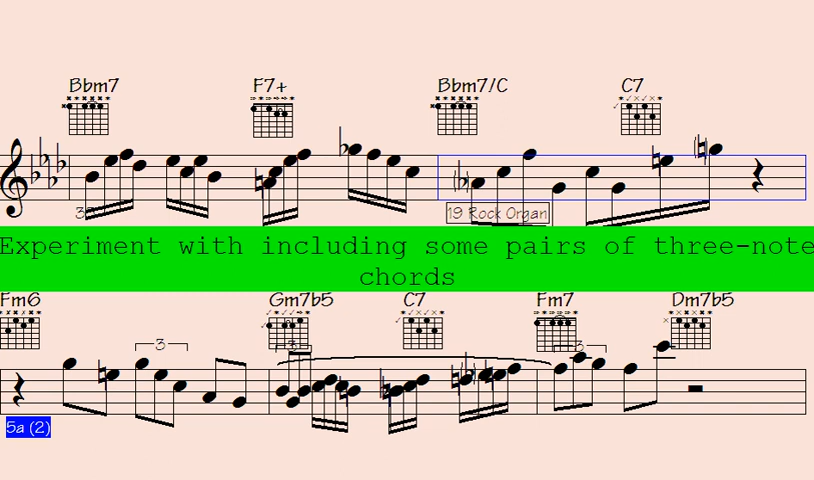 Bbm7 F7+ Bbm7/C C7
19 Rock Organ
Experiment with including some pairs of three-note
chords
Fm6 Gm7b5 C7 Fm7 Dm7b5
3 3 3
5a (2)